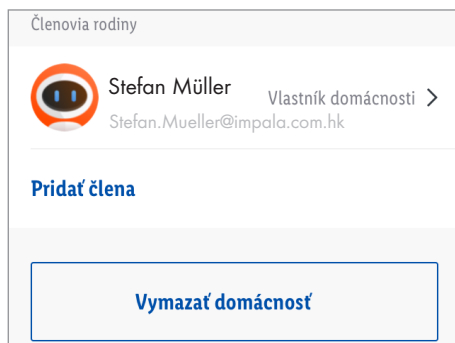 Členovia rodiny
Stefan Müller
Vlastník domácnosti
Stefan.Mueller@impala.com.hk
Pridať člena
Vymazať domácnosť